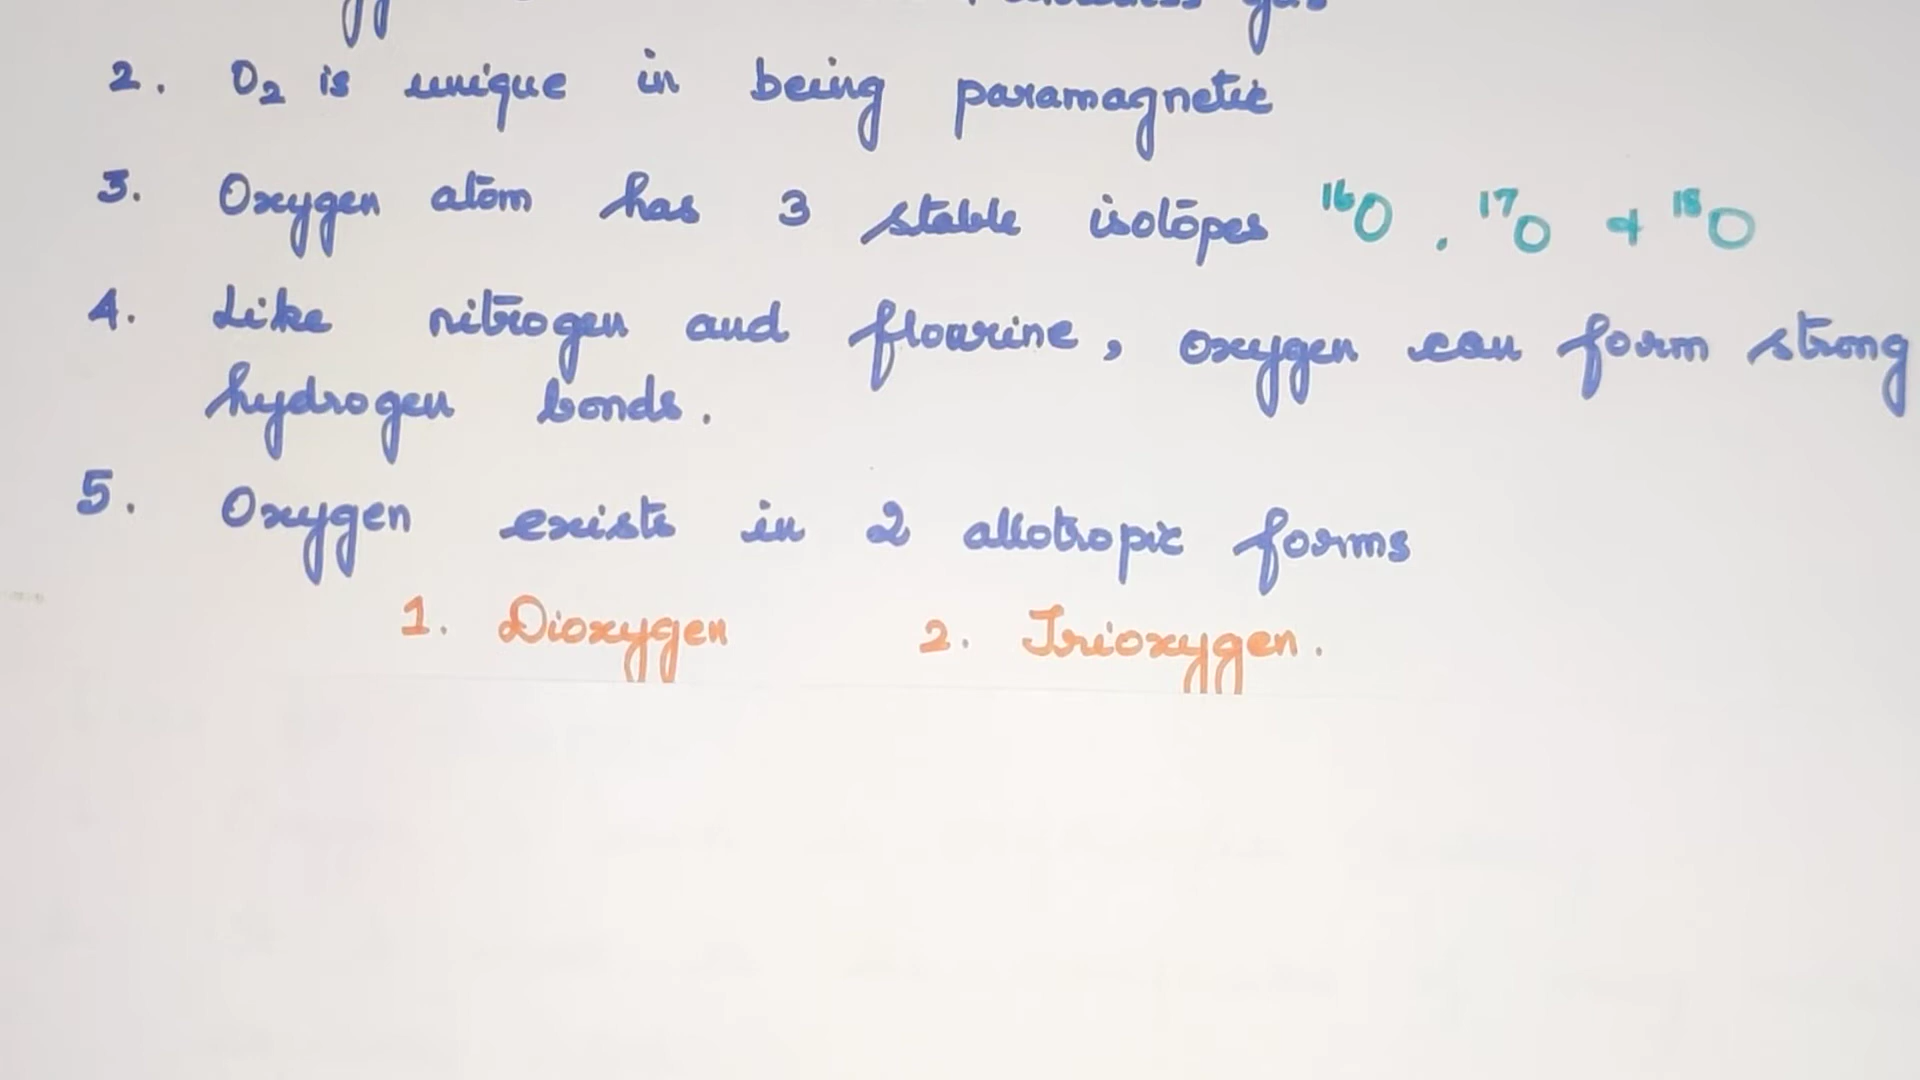 gas
2. O₂ is unique in being paramagnetic
3. Oxygen atom has 3 stable isotopes ¹⁶O, ¹⁷O & ¹⁸O
4. Like nitrogen and flourine, oxygen can form strong
hydrogen bonds.
5. Oxygen exists in 2 allotropic forms
1. Dioxygen 2. Trioxygen.